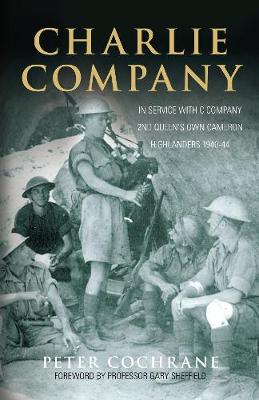 CHARLIE
COMPANY
IN SERVICE WITH C COMPANY
2ND QUEEN'S OWN CAMERON
HIGHLANDERS 1940-44
PETER COCHRANE
FOREWORD BY PROFESSOR GARY SHEFFIELD